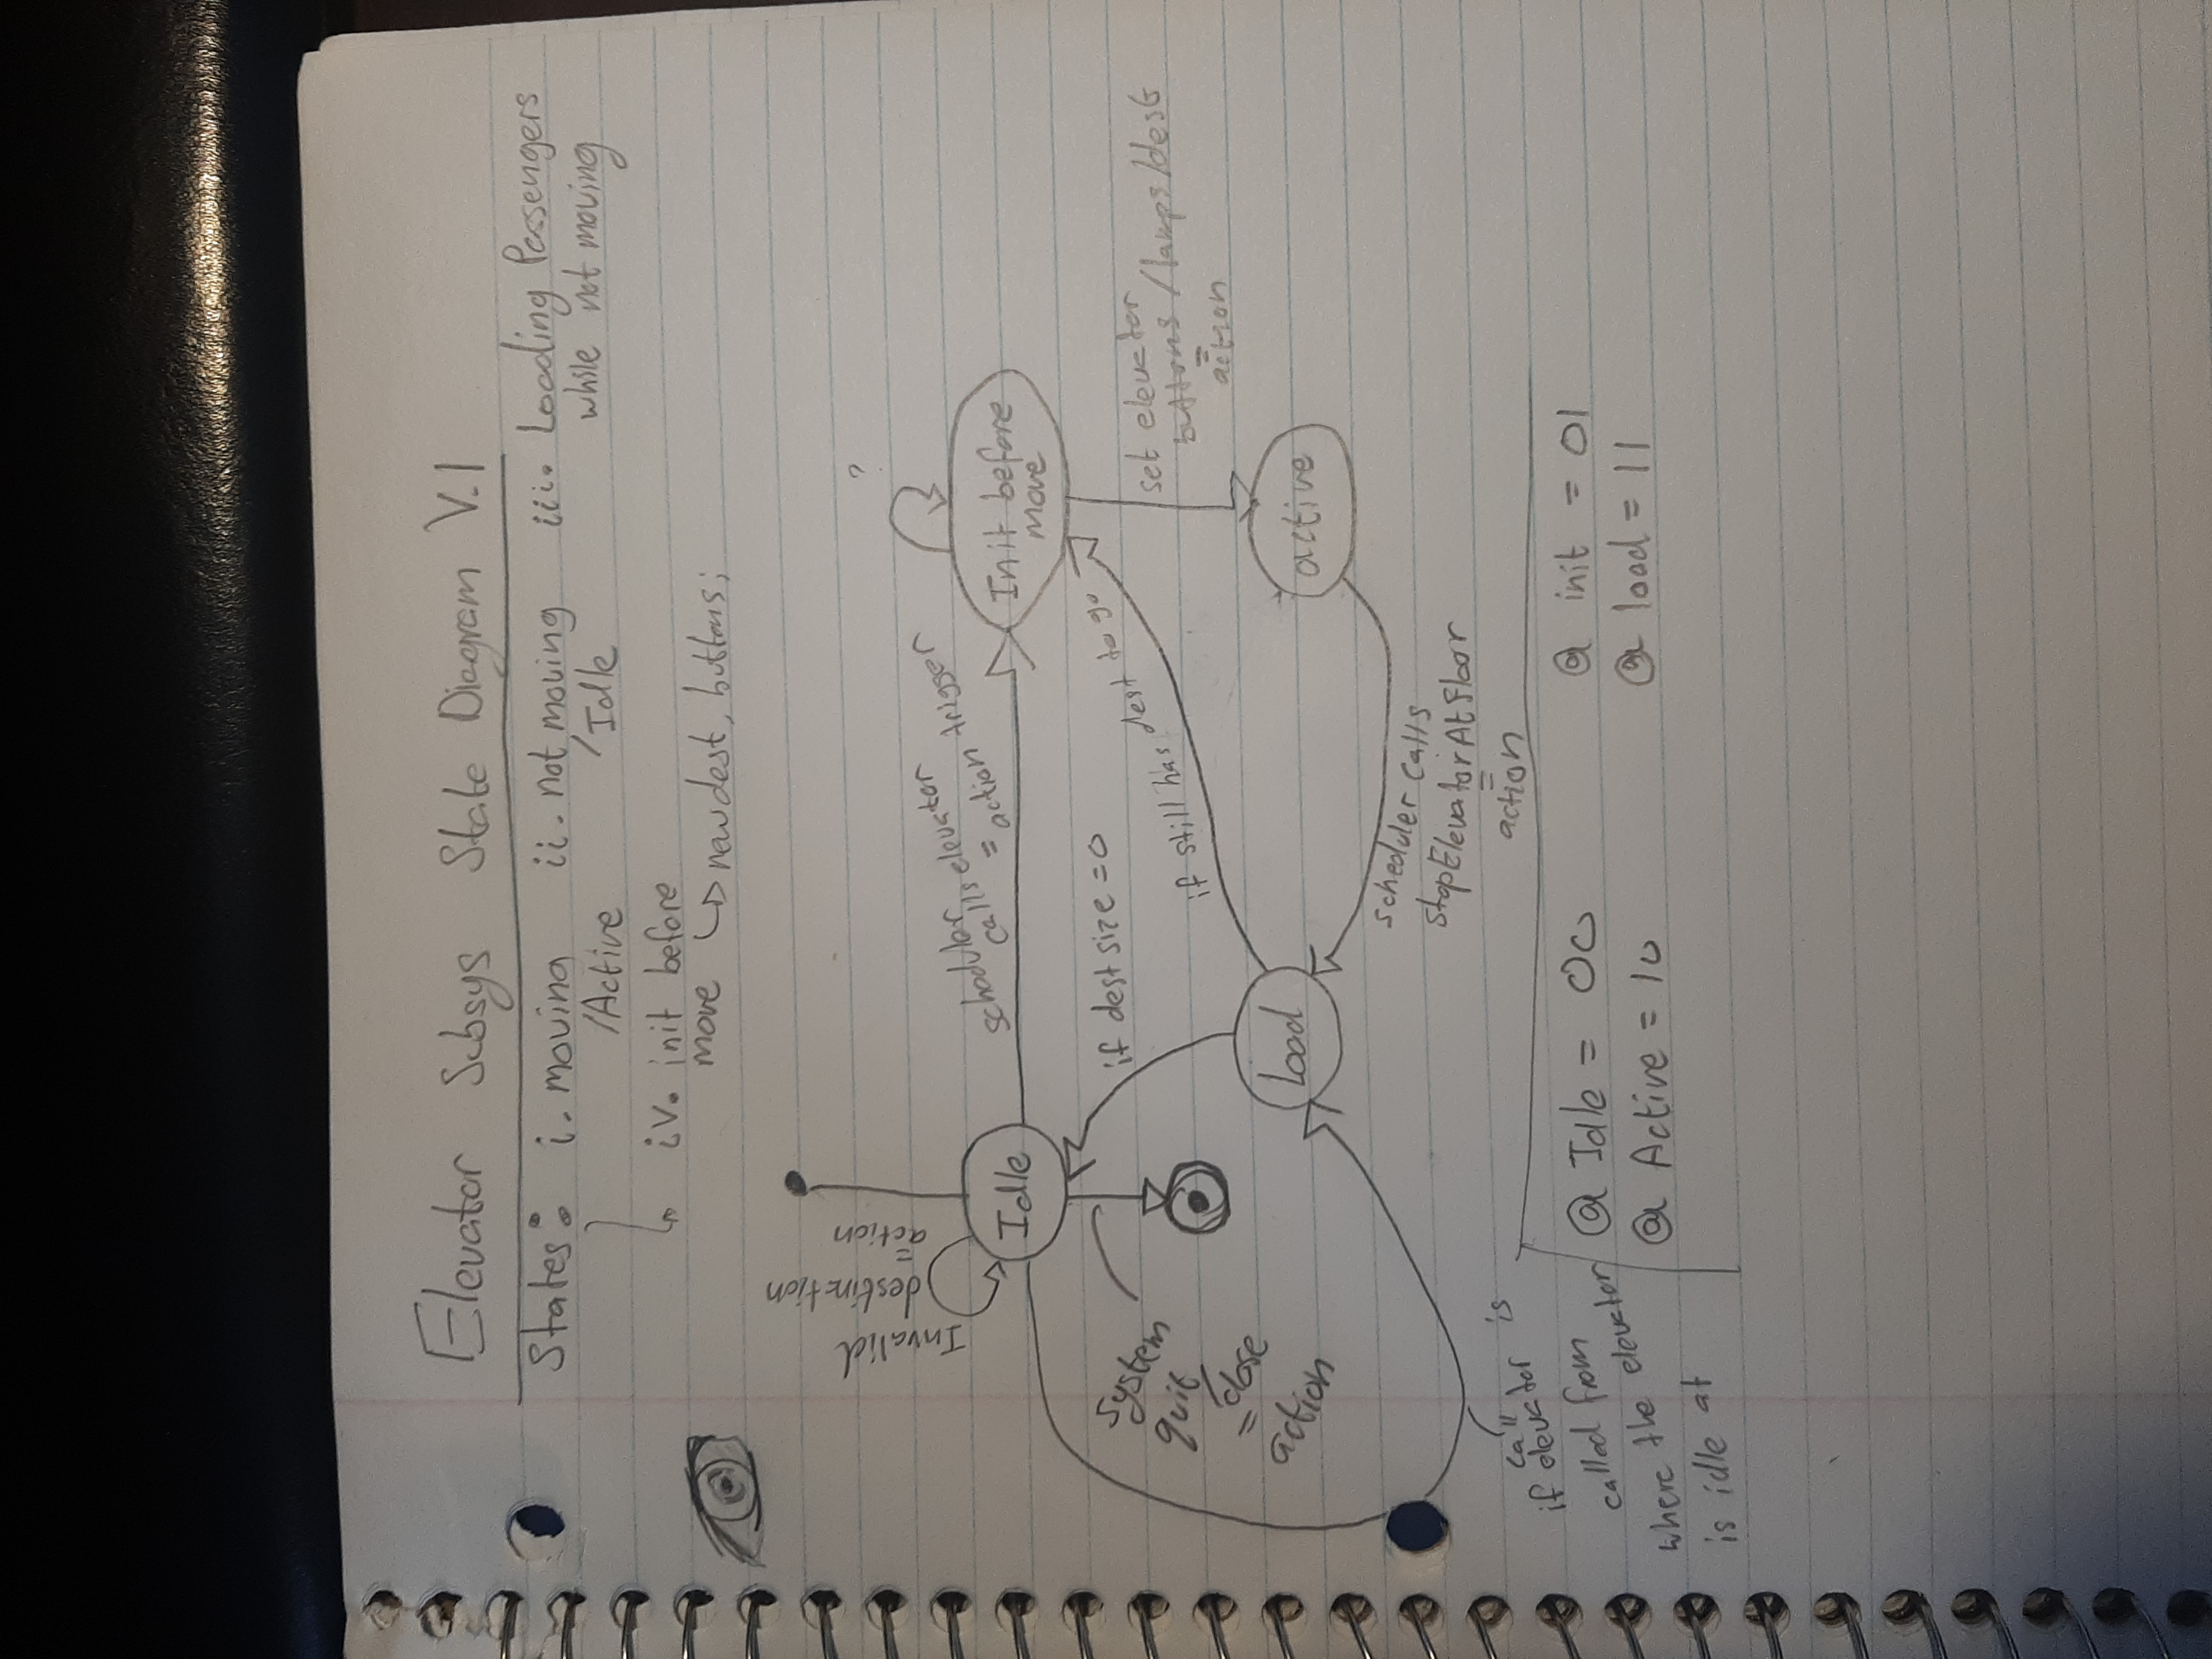 Elevator Subsys State Diagram V.1
States: i. moving ii. not moving iii. Loading Passengers
/Active /Idle while not moving
iv. init before
move ↳ new dest, buttons;
Invalid
destinktion
=
action
?
scheduler
calls elevator
= action trigger
Idle
Init before
move
System
quit
/close
=
action
if dest size = 0
if still has dest to go
set elevator
buttons /lamps/dest
=
action
load
active
scheduler calls
stopElevatorAtFloor
=
action
call
if elevator is
called from
where the elevator
is idle at
@ Idle = 00 @ init = 01
@ Active = 10 @ load = 11